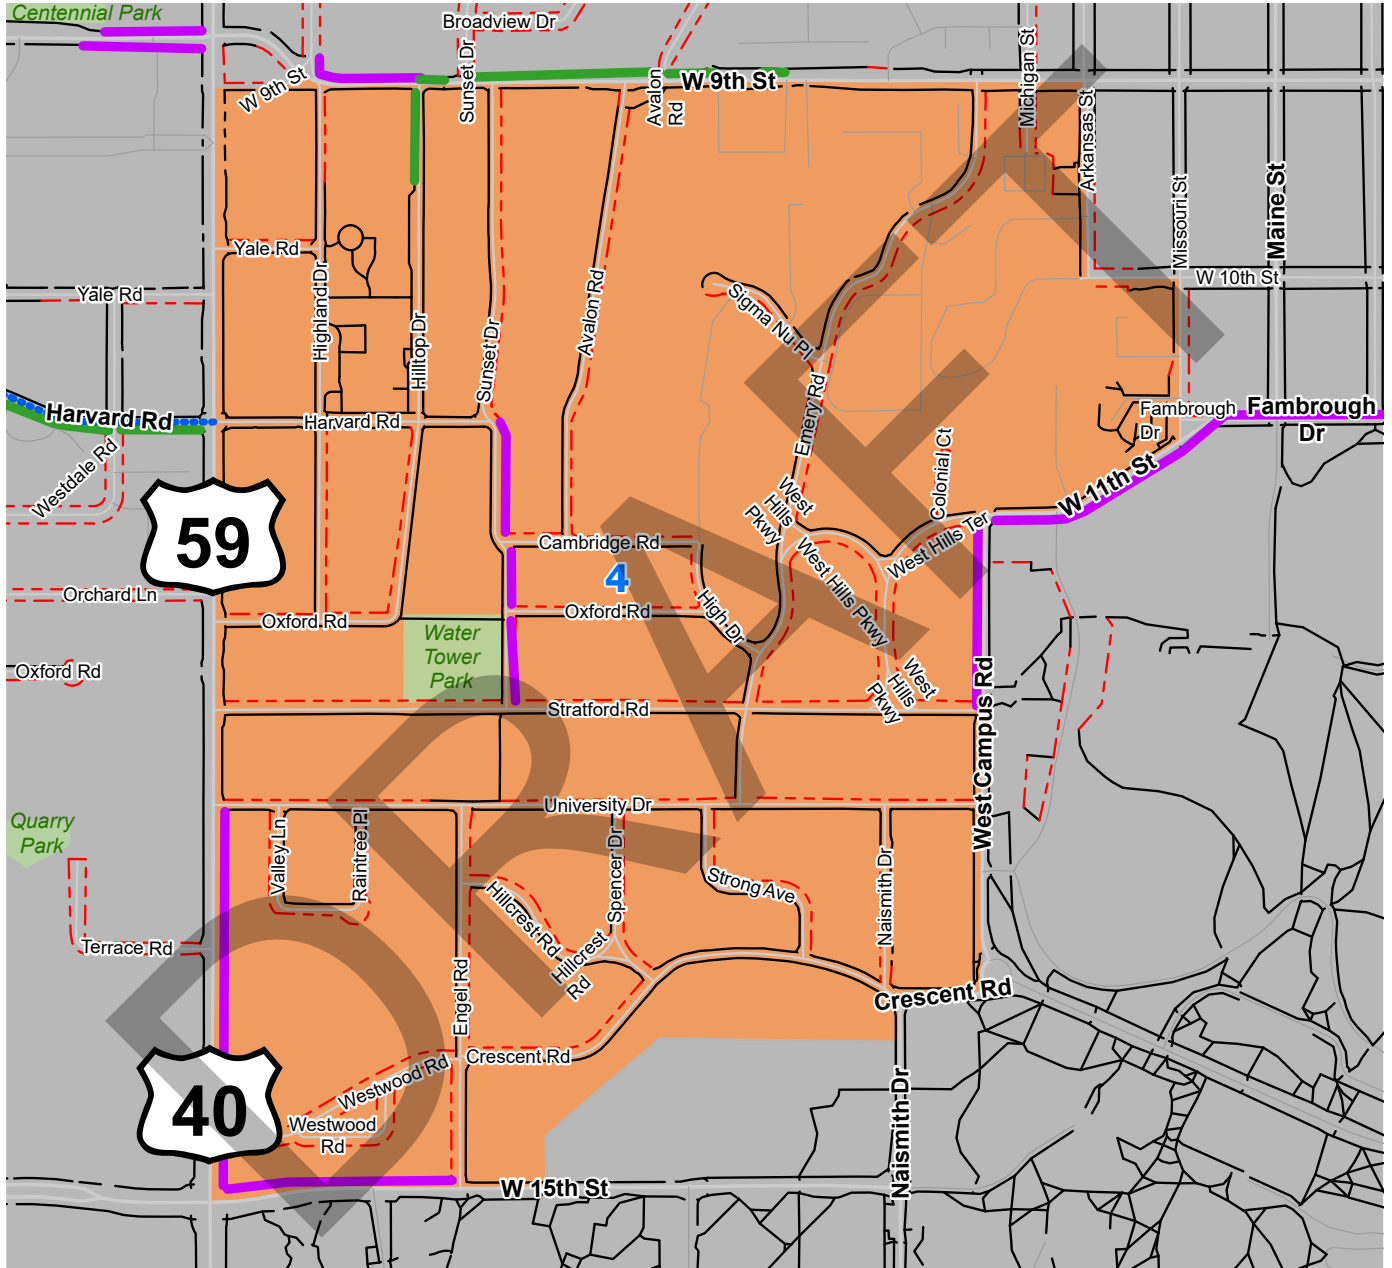 Centennial Park
Broadview Dr
W 9th St
Sunset Dr
Avalon
Rd
W 9th St
Michigan St
Arkansas St
Missouri St
Maine St
W 10th St
Yale Rd
Yale Rd
Highland Dr
Hilltop Dr
Sunset Dr
Avalon Rd
Sigma Nu Pl
Emery Rd
Harvard Rd
Harvard Rd
Westdale Rd
Colonial Ct
Fambrough
Dr
Fambrough
Dr
W 11th St
West
Hills
Pkwy
West Hills Ter
West Hills Pkwy
West
Hills
Pkwy
59
Cambridge Rd
4
Orchard Ln
Oxford Rd
Oxford Rd
High Dr
Water
Tower
Park
Oxford Rd
Stratford Rd
West Campus Rd
University Dr
Quarry
Park
Valley Ln
Raintree Pl
Spencer Dr
Strong Ave
Naismith Dr
Hillcrest Rd
Hillcrest
Rd
Terrace Rd
Engel Rd
Crescent Rd
Crescent Rd
40
Westwood Rd
Westwood
Rd
Naismith Dr
W 15th St
DRAFT